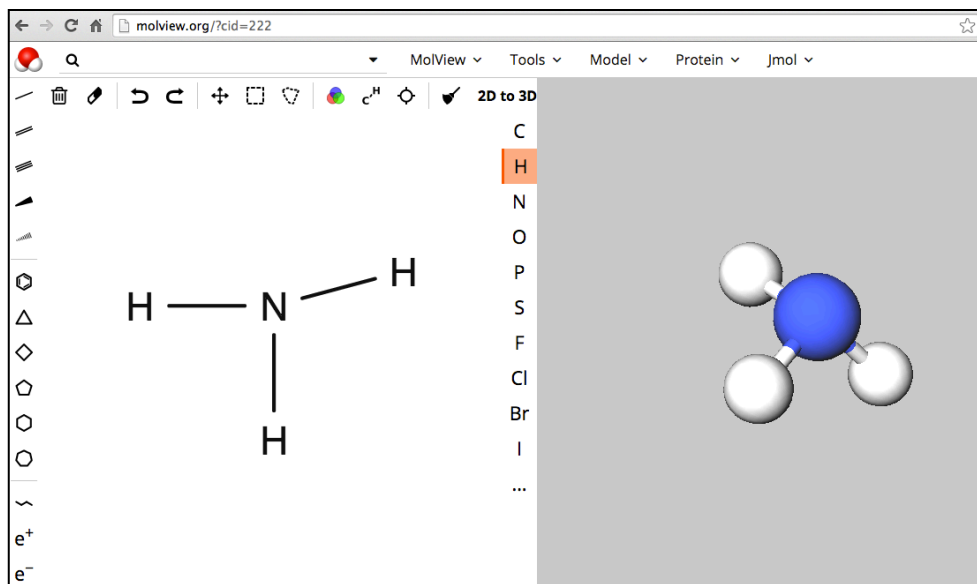 molview.org/?cid=222
MolView Tools Model Protein Jmol
C H 2D to 3D
C
H
N
O
P
S
F
Cl
Br
I
...
H
N
H
H
e+
e−